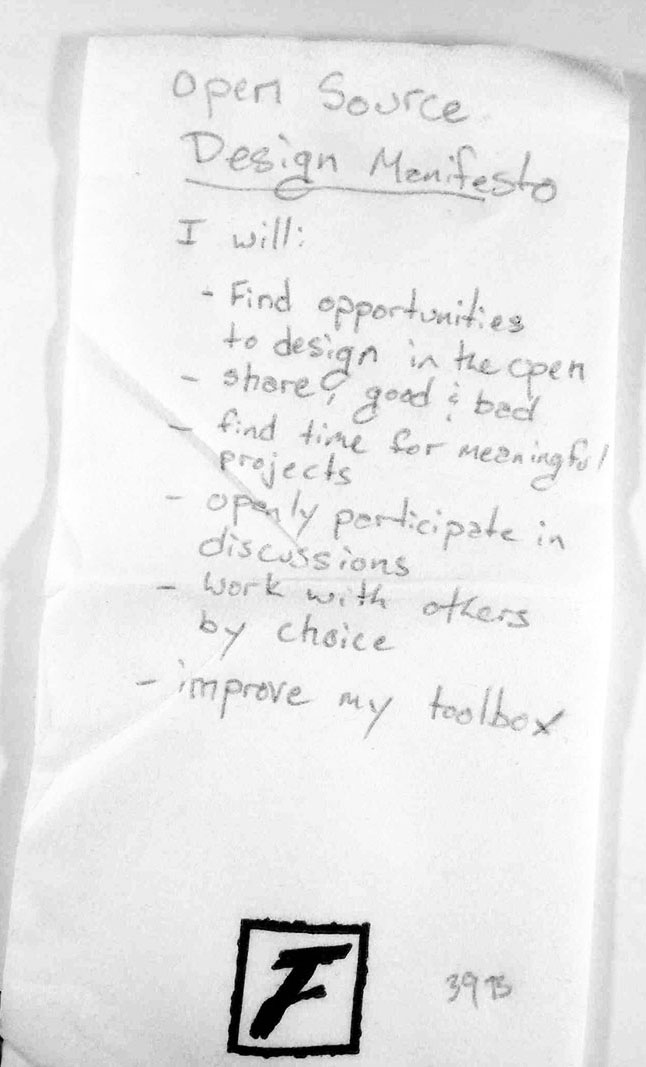 open Source
Design Manifesto
I will:
- Find opportunities
to design in the open
- share, good & bad
- find time for meaningful
projects
- openly participate in
discussions
- work with others
by choice
- improve my toolbox
F